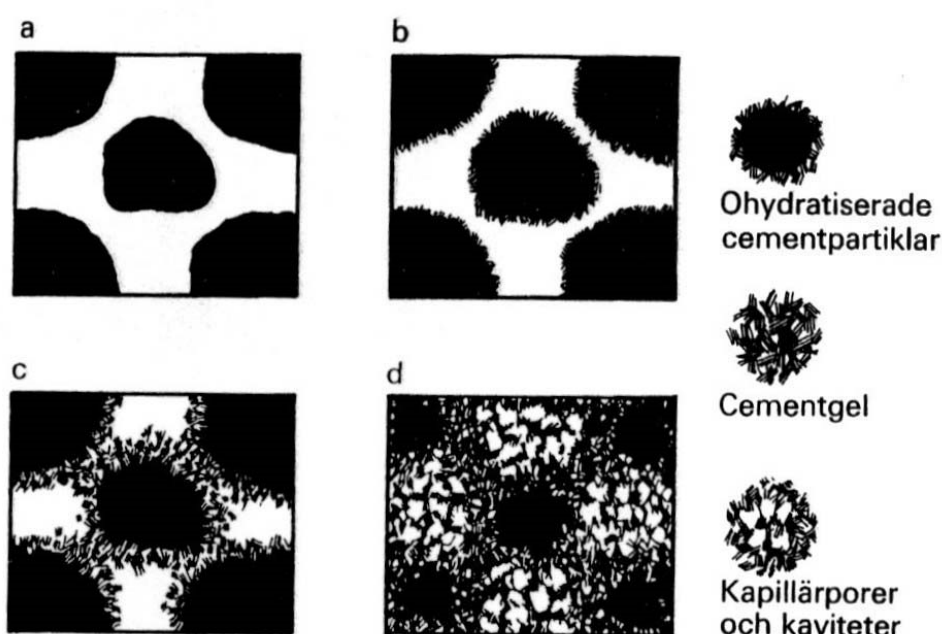 a
b
Ohydratiserade
cementpartiklar
Cementgel
c
d
Kapillärporer
och kaviteter